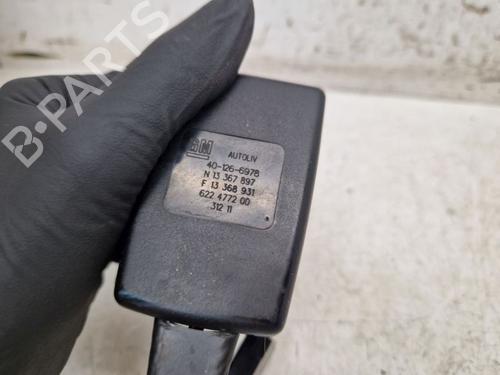 B-PARTS
GM AUTOLIV
40-126-6978
N 13 367 897
F 13 368 931
622 4772 00
312 11